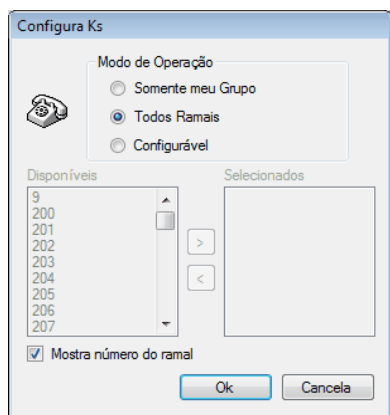 Configura Ks
Modo de Operação
Somente meu Grupo
Todos Ramais
Configurável
Disponíveis
Selecionados
9
200
201
202
203
204
205
206
207
>
<
Mostra número do ramal
Ok
Cancela